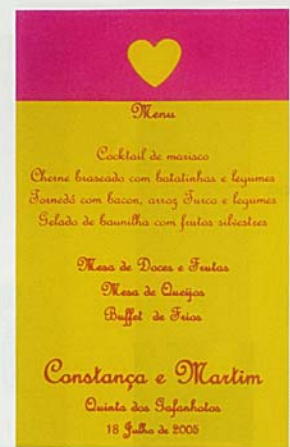 Menu
Cocktail de marisco
Cherne braseado com batatinhas e legumes
Tornedó com bacon, arroz Turco e legumes
Gelado de baunilha com frutos silvestres
Mesa de Doces e Frutas
Mesa de Queijos
Buffet de Frios
Constança e Martim
Quinta dos Gafanhotos
18 Julho de 2005